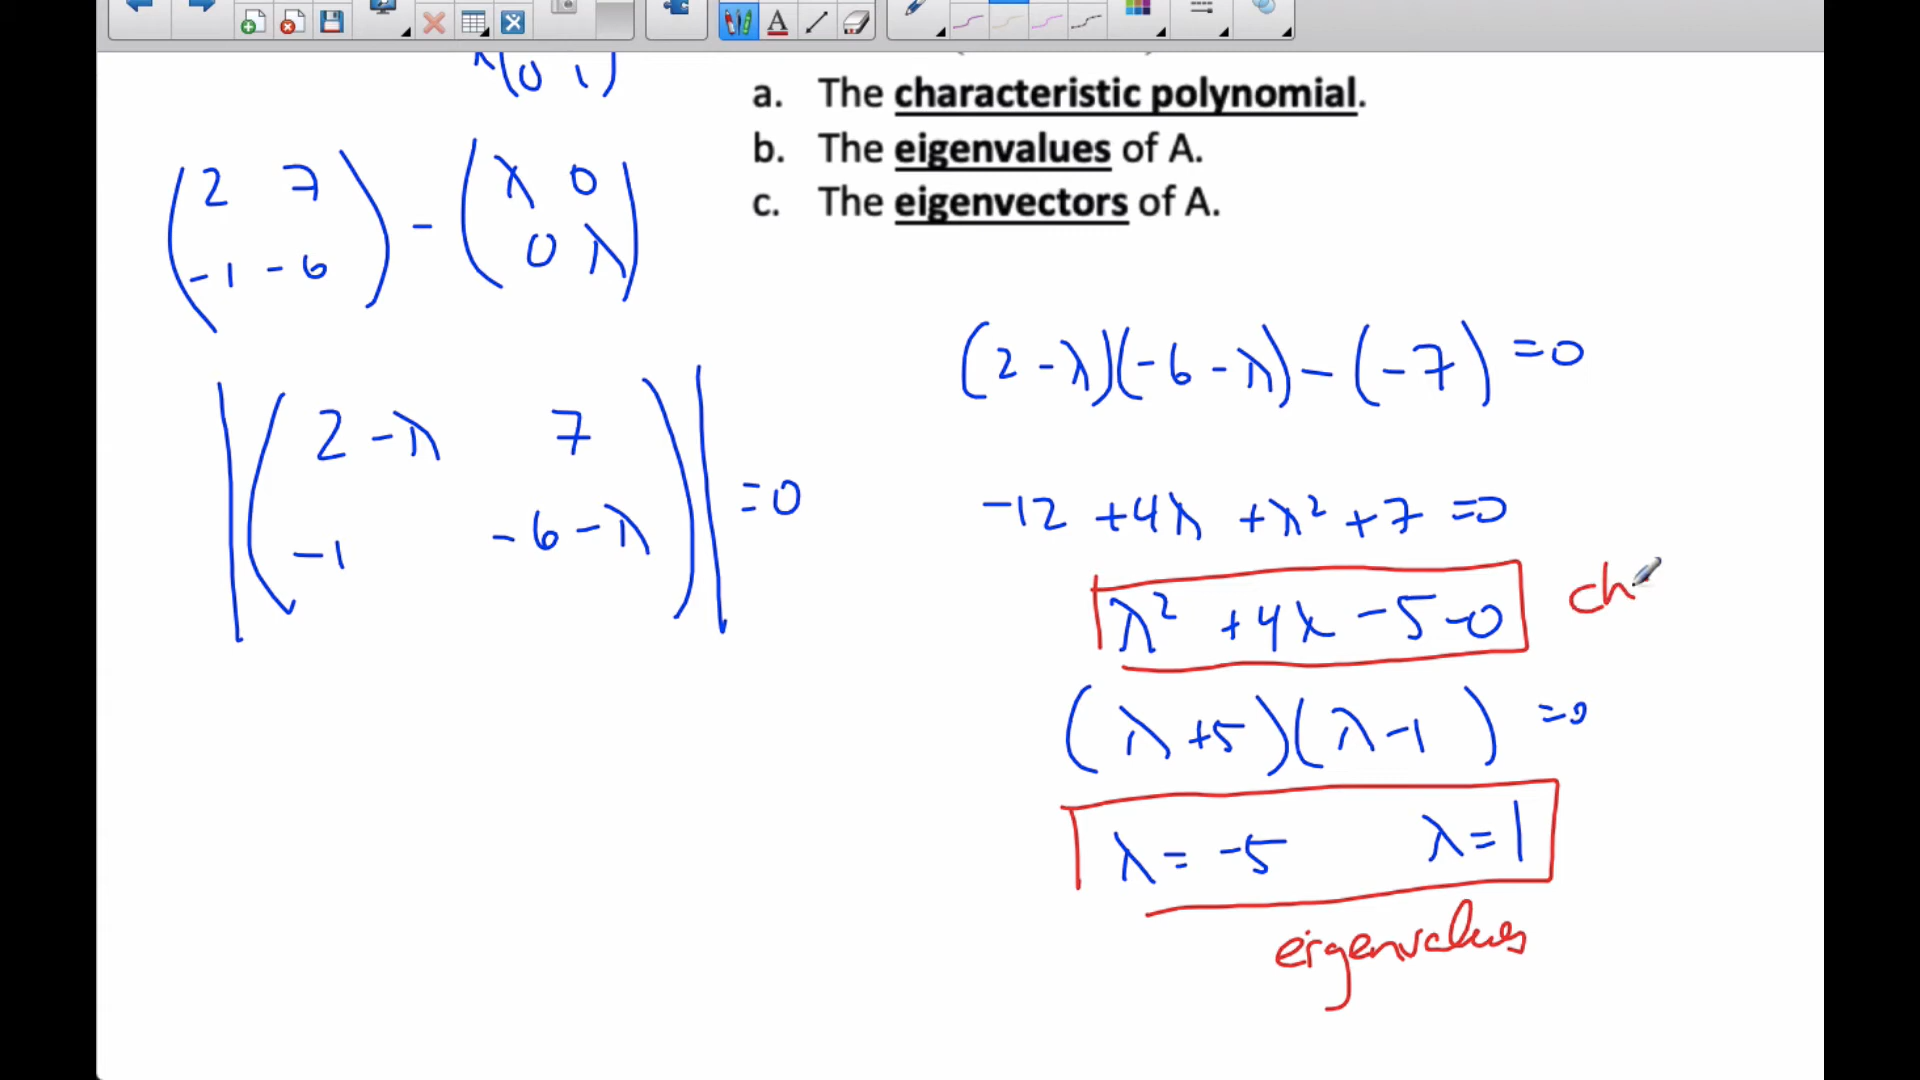 (0 1)
a. The characteristic polynomial.
b. The eigenvalues of A.
c. The eigenvectors of A.
(2 7
-1 -6) - (λ 0
0 λ)
|(2-λ 7
-1 -6-λ)| =0
(2-λ)(-6-λ)-(-7) =0
-12 +4λ +λ² +7 =0
λ² +4λ -5=0
ch
(λ+5)(λ-1) =0
λ= -5 λ=1
eigenvalues